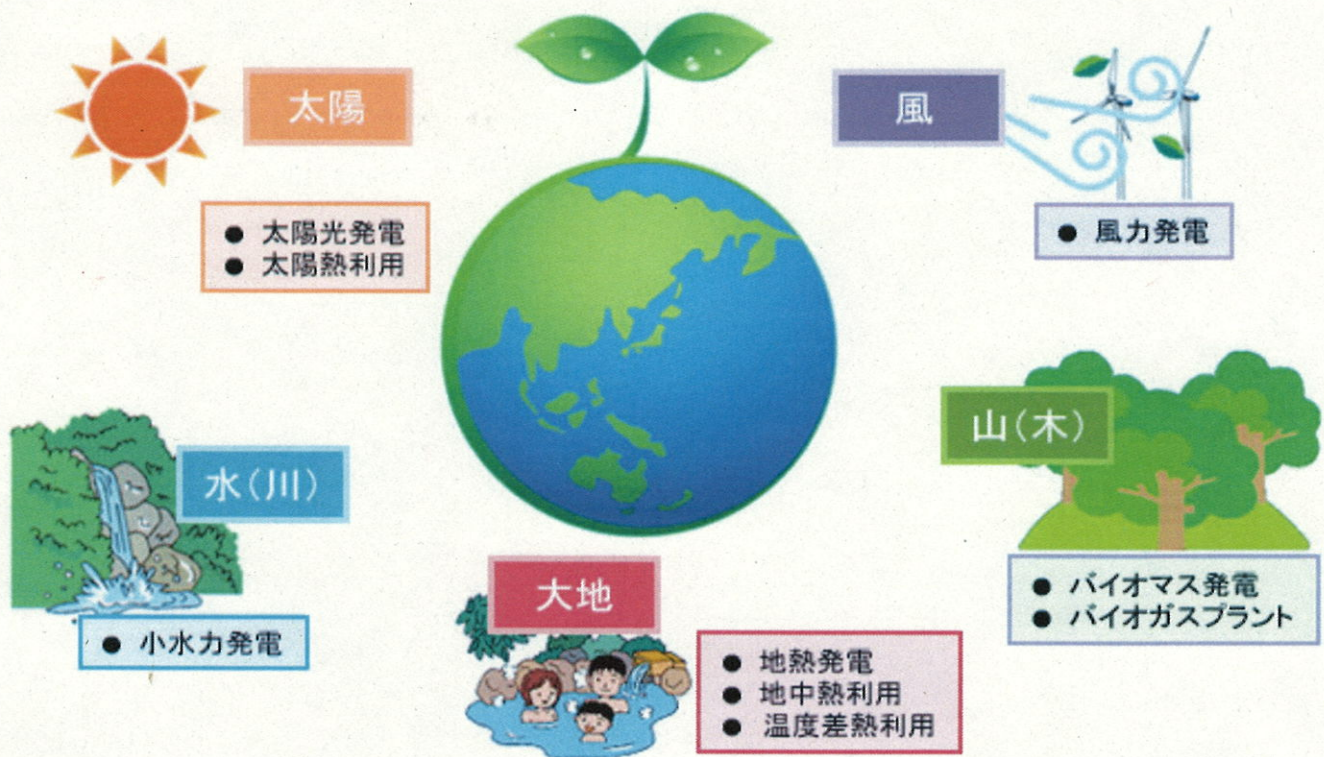 太陽
● 太陽光発電
● 太陽熱利用
風
● 風力発電
水(川)
● 小水力発電
山(木)
● バイオマス発電
● バイオガスプラント
大地
● 地熱発電
● 地中熱利用
● 温度差熱利用